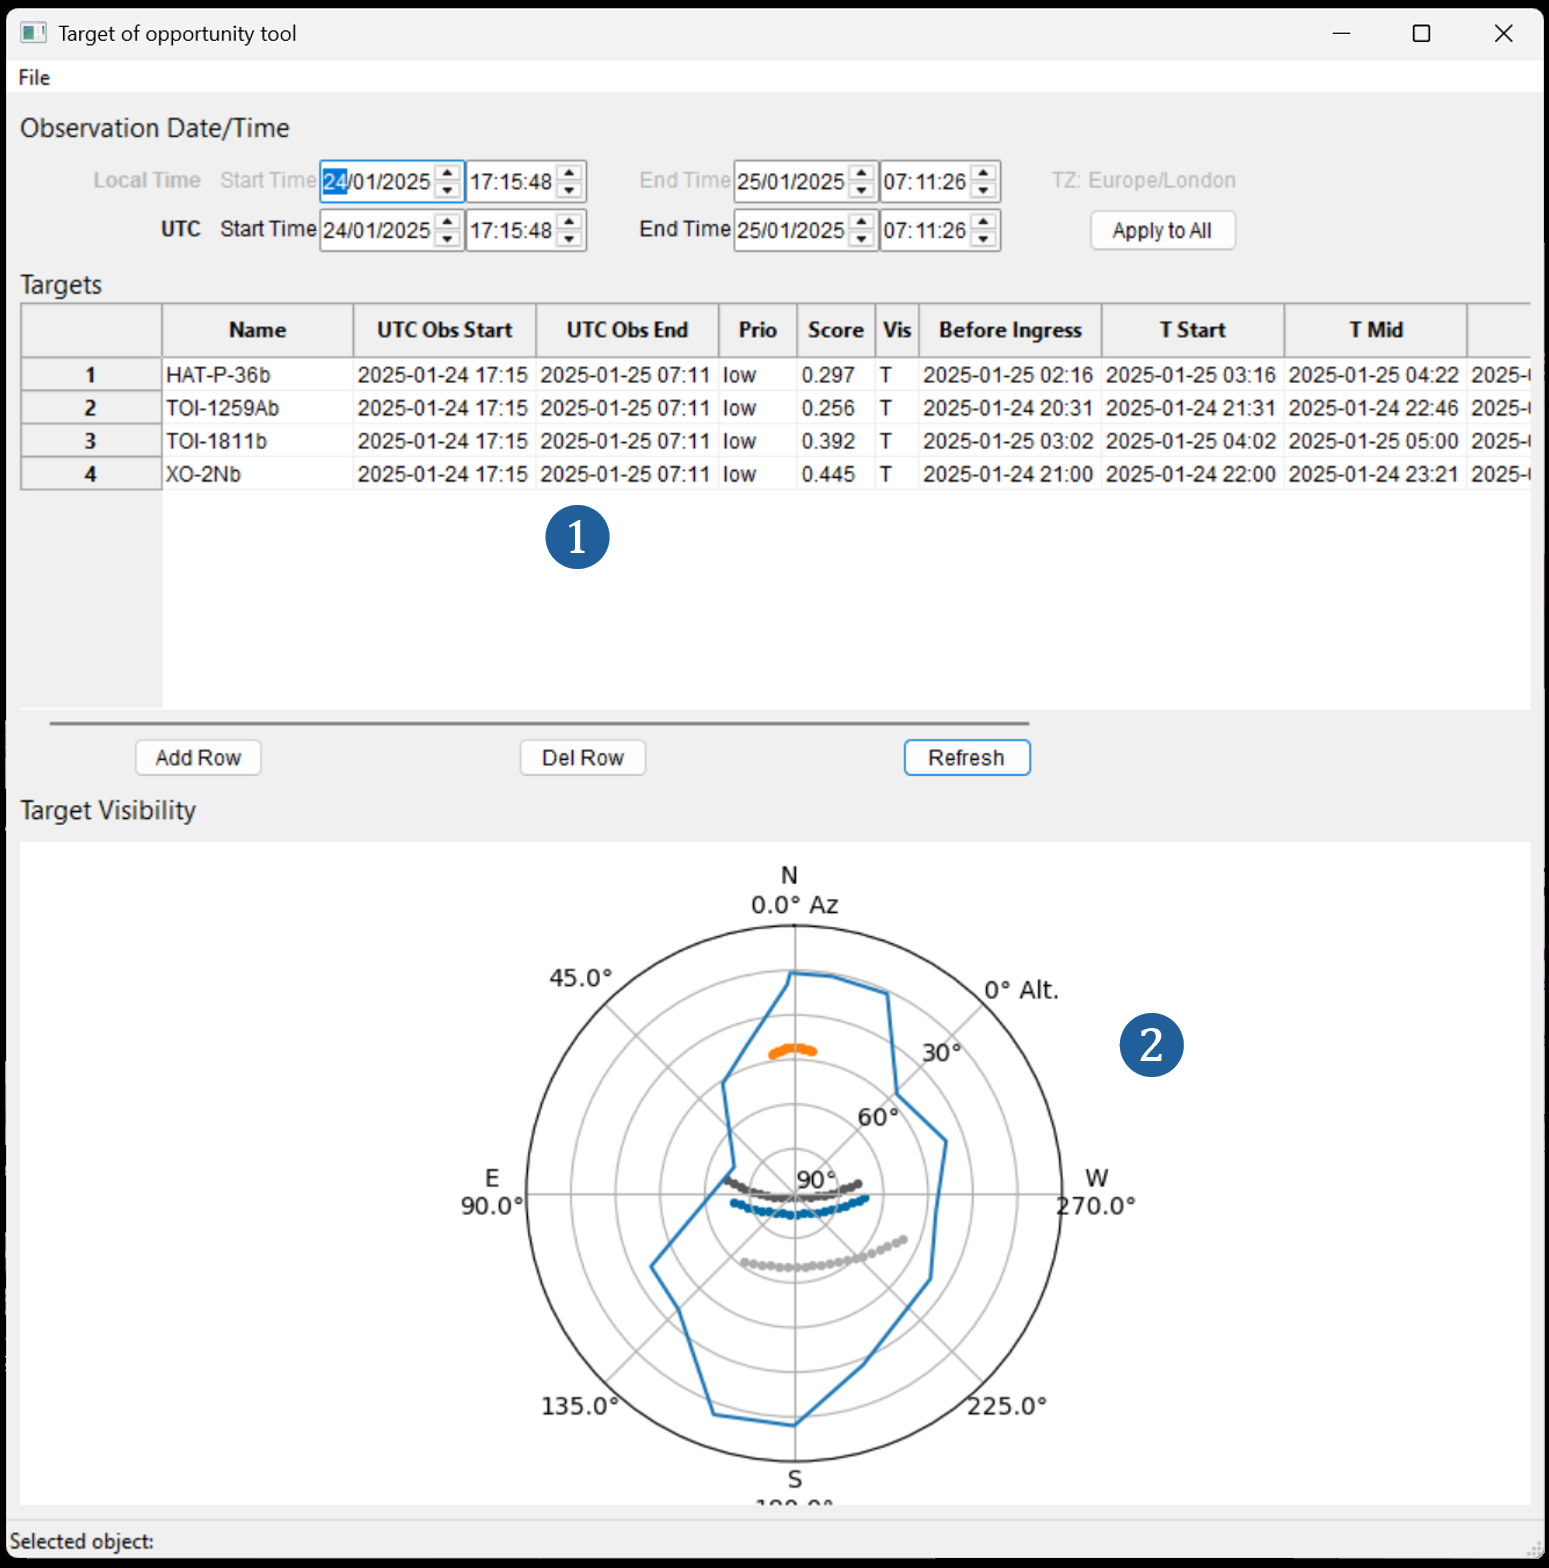 Target of opportunity tool
File
Observation Date/Time
Local Time Start Time 24/01/2025 17:15:48 End Time 25/01/2025 07:11:26 TZ: Europe/London
UTC Start Time 24/01/2025 17:15:48 End Time 25/01/2025 07:11:26 Apply to All
Targets
Name UTC Obs Start UTC Obs End Prio Score Vis Before Ingress T Start T Mid
1 HAT-P-36b 2025-01-24 17:15 2025-01-25 07:11 low 0.297 T 2025-01-25 02:16 2025-01-25 03:16 2025-01-25 04:22 2025-
2 TOI-1259Ab 2025-01-24 17:15 2025-01-25 07:11 low 0.256 T 2025-01-24 20:31 2025-01-24 21:31 2025-01-24 22:46 2025-
3 TOI-1811b 2025-01-24 17:15 2025-01-25 07:11 low 0.392 T 2025-01-25 03:02 2025-01-25 04:02 2025-01-25 05:00 2025-
4 XO-2Nb 2025-01-24 17:15 2025-01-25 07:11 low 0.445 T 2025-01-24 21:00 2025-01-24 22:00 2025-01-24 23:21 2025-
1
Add Row Del Row Refresh
Target Visibility
N
0.0° Az
45.0°
0° Alt.
30°
2
60°
90°
E
90.0°
W
270.0°
135.0°
225.0°
S
Selected object: